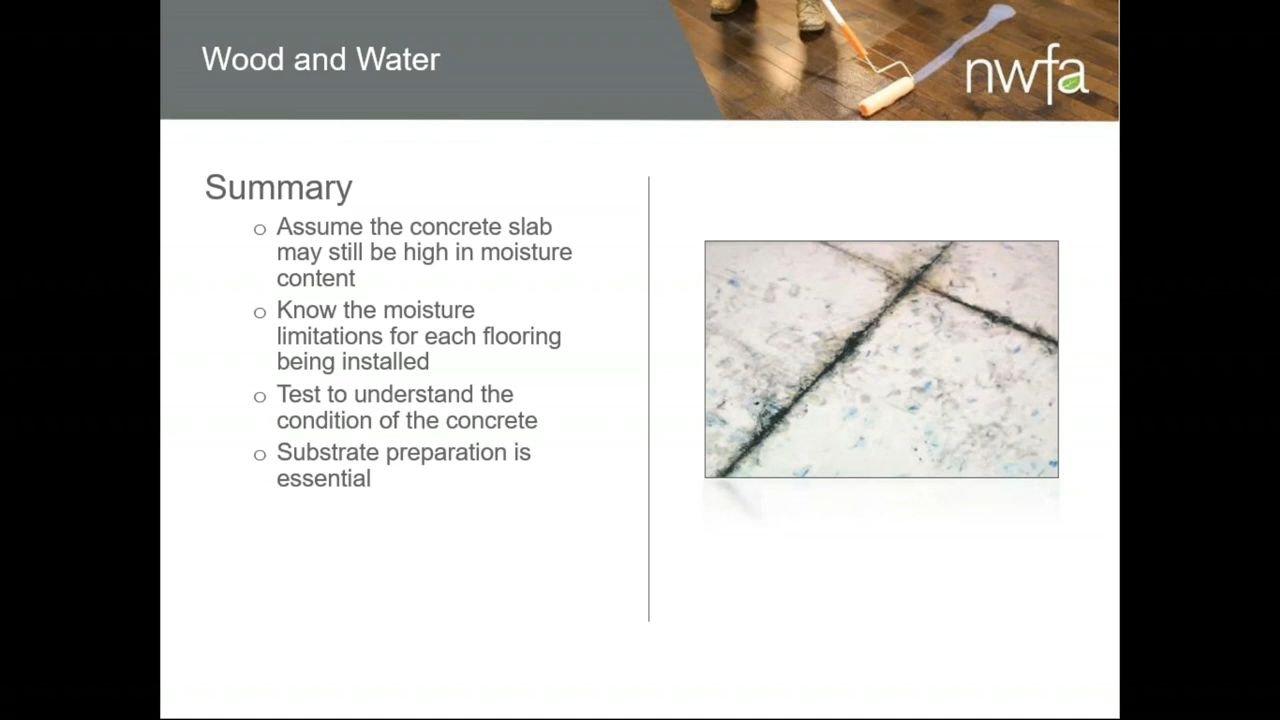 Wood and Water
nwfa
Summary
o Assume the concrete slab
may still be high in moisture
content
o Know the moisture
limitations for each flooring
being installed
o Test to understand the
condition of the concrete
o Substrate preparation is
essential